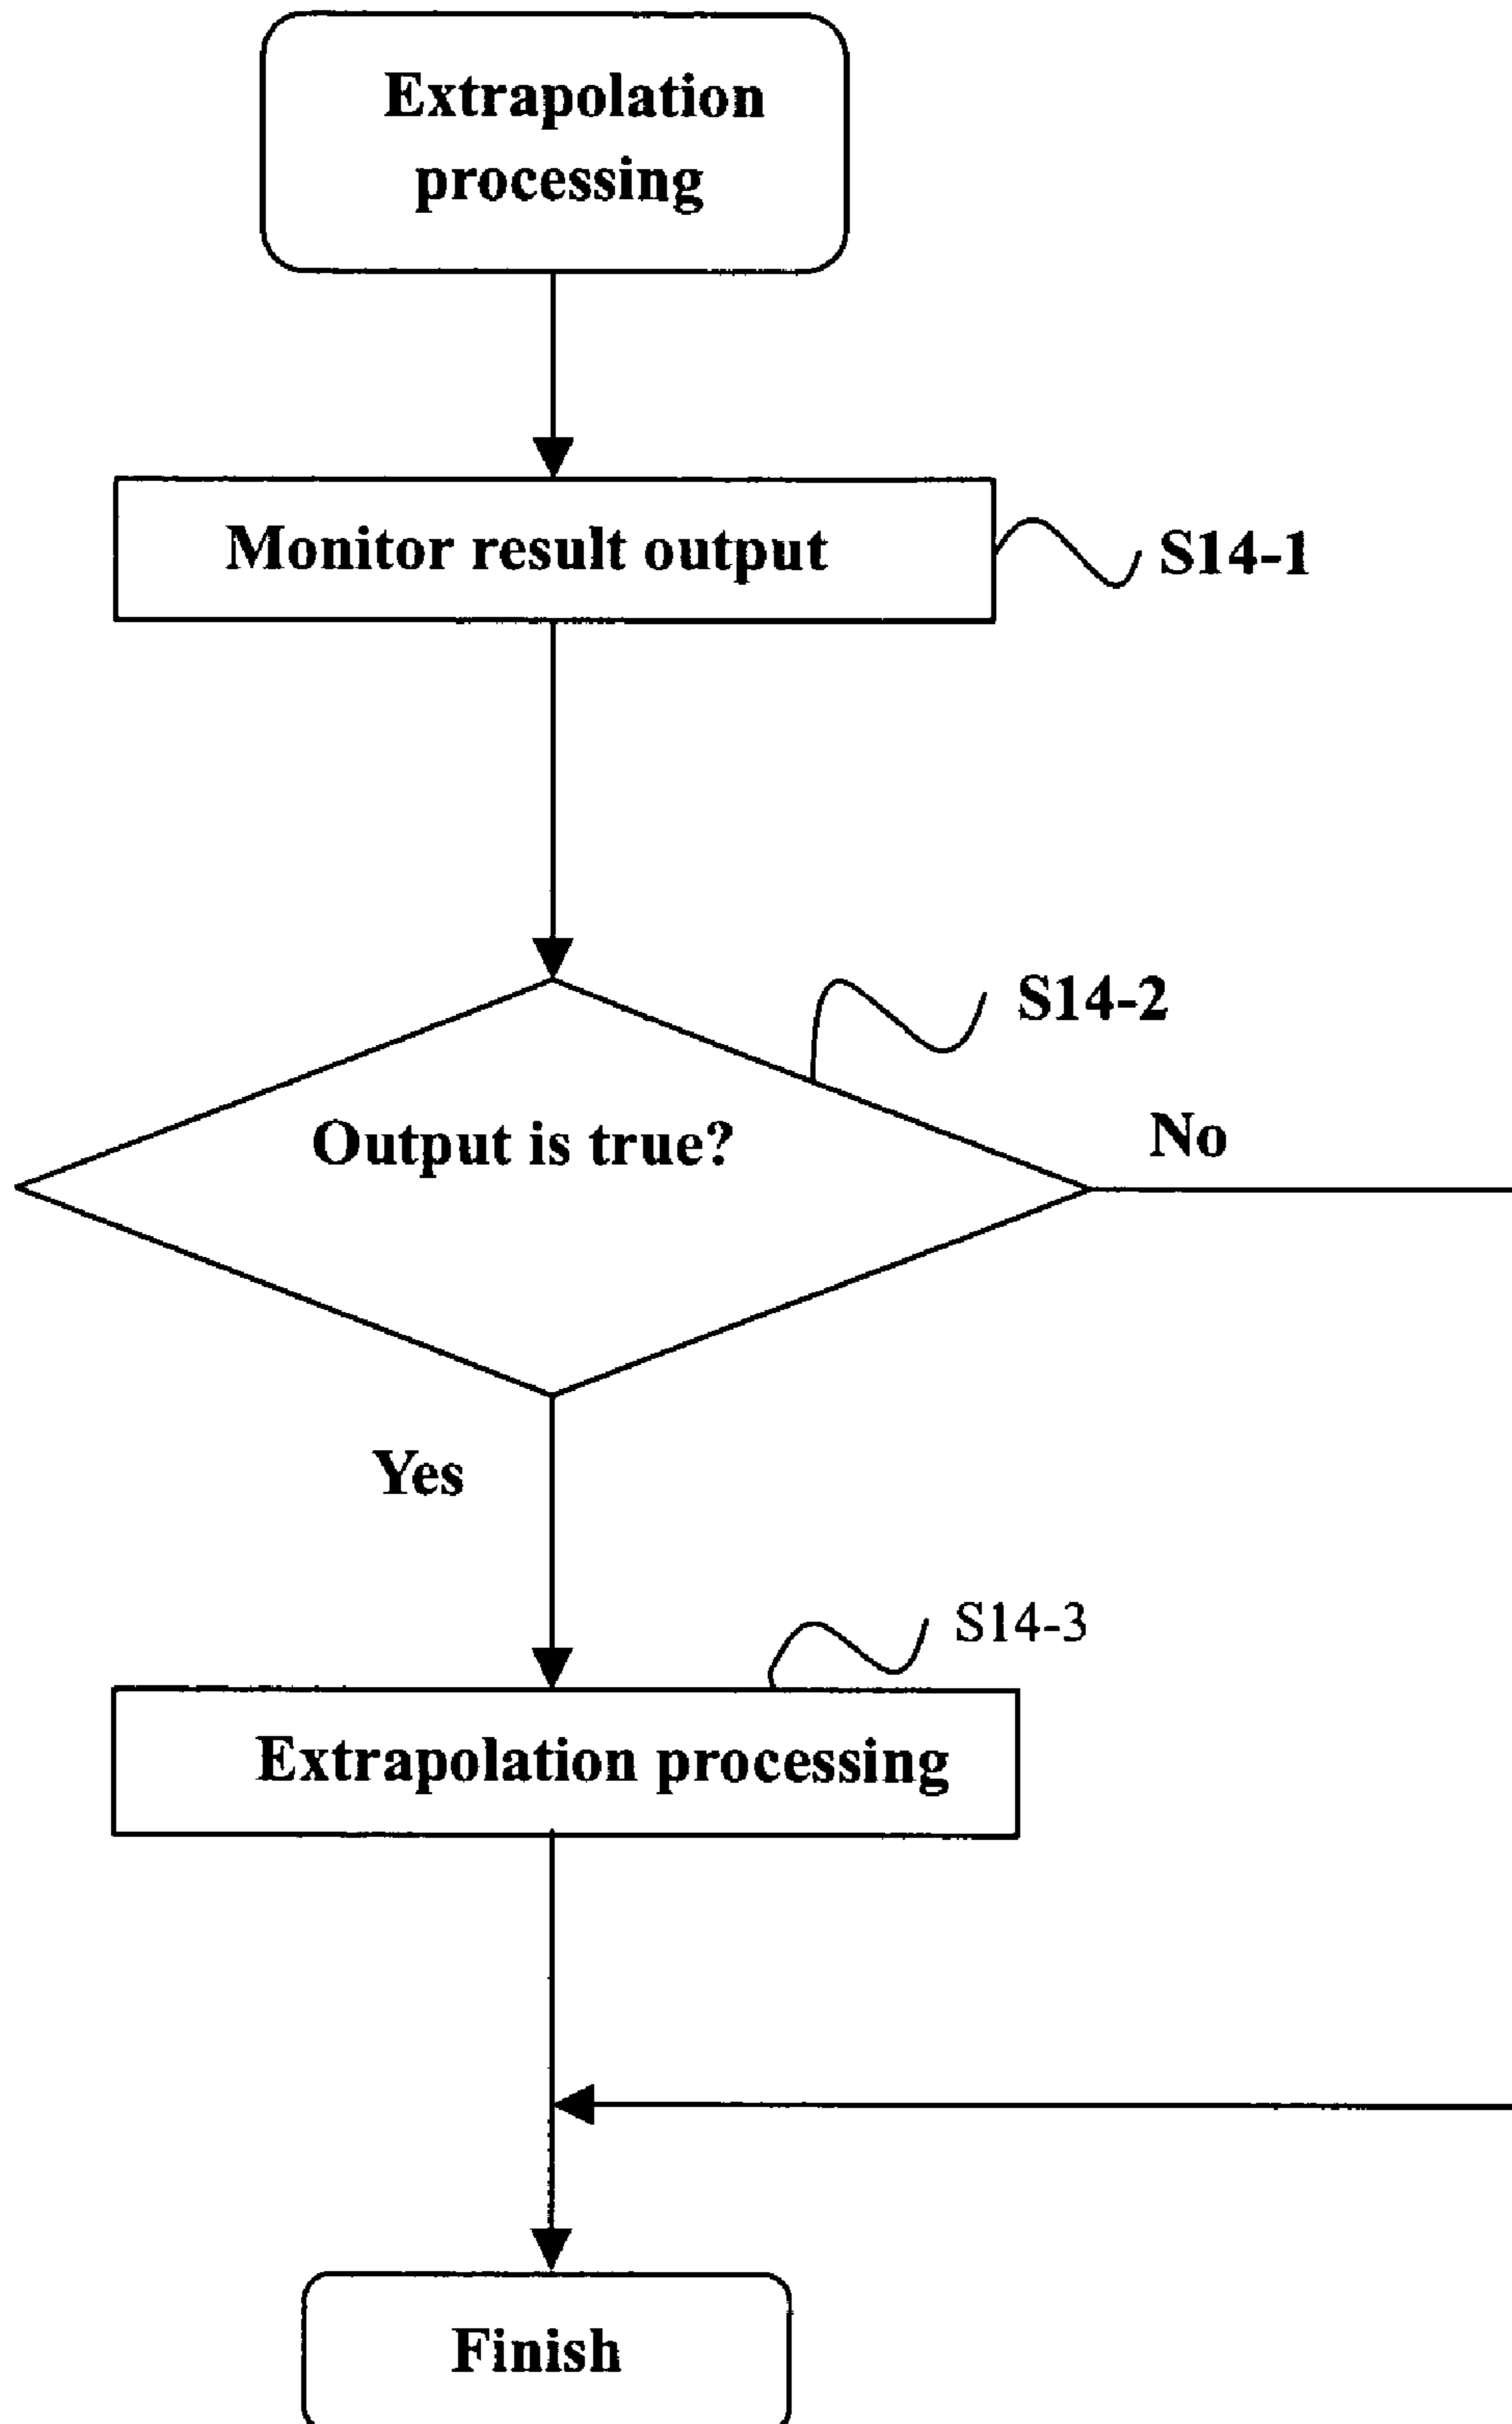 Extrapolation
processing
Monitor result output
S14-1
S14-2
Output is true?
No
Yes
S14-3
Extrapolation processing
Finish